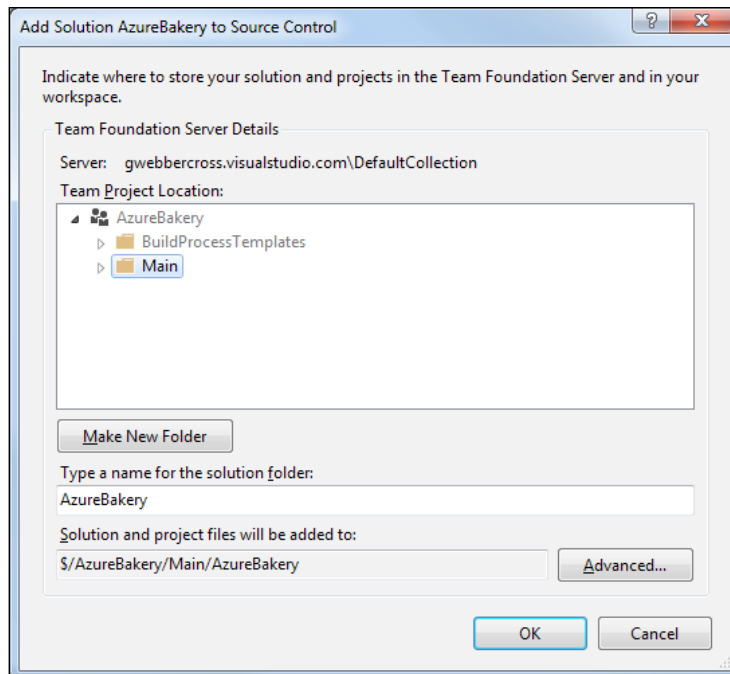 Add Solution AzureBakery to Source Control
Indicate where to store your solution and projects in the Team Foundation Server and in your
workspace.
Team Foundation Server Details
Server: gwebbercross.visualstudio.com\DefaultCollection
Team Project Location:
AzureBakery
BuildProcessTemplates
Main
Make New Folder
Type a name for the solution folder:
AzureBakery
Solution and project files will be added to:
$/AzureBakery/Main/AzureBakery
Advanced...
OK
Cancel